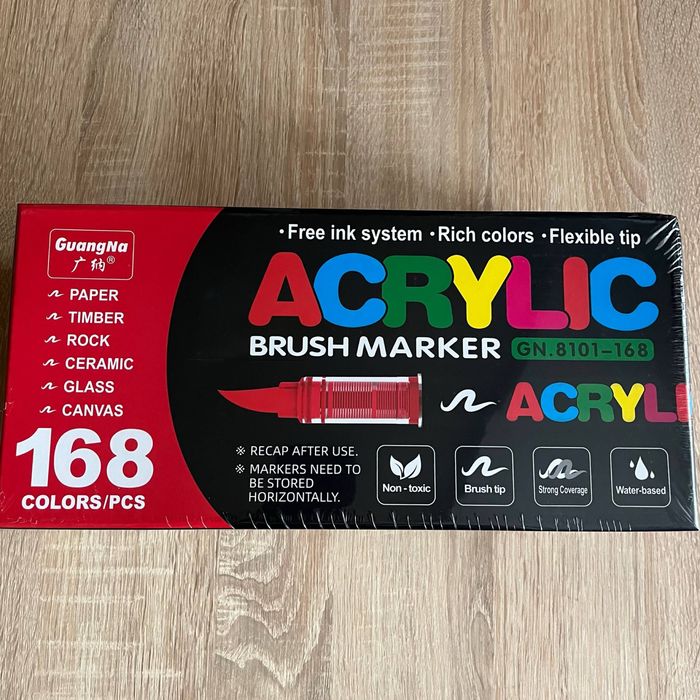 GuangNa
广纳®
PAPER
TIMBER
ROCK
CERAMIC
GLASS
CANVAS
168
COLORS/PCS
·Free ink system ·Rich colors ·Flexible tip
ACRYLIC
BRUSH MARKER GN.8101-168
ACRYLI
※ RECAP AFTER USE.
※ MARKERS NEED TO
BE STORED
HORIZONTALLY.
Non-toxic
Brush tip
Strong Coverage
Water-based